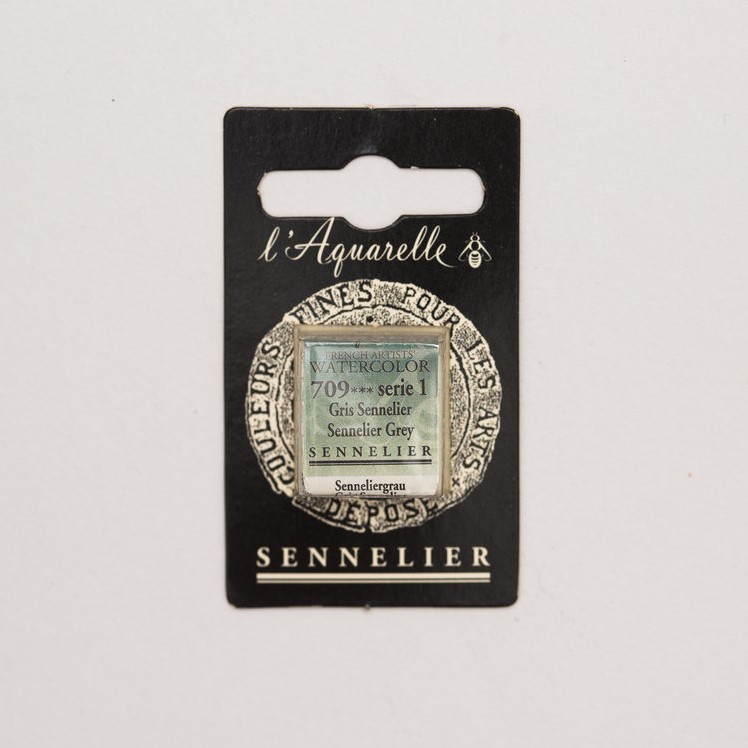 l'Aquarelle
COULEURS FINES POUR LES ARTS
DÉPOSÉ
FRENCH ARTISTS'
WATERCOLOR
709*** serie 1
Gris Sennelier
Sennelier Grey
SENNELIER
Senneliergrau
SENNELIER